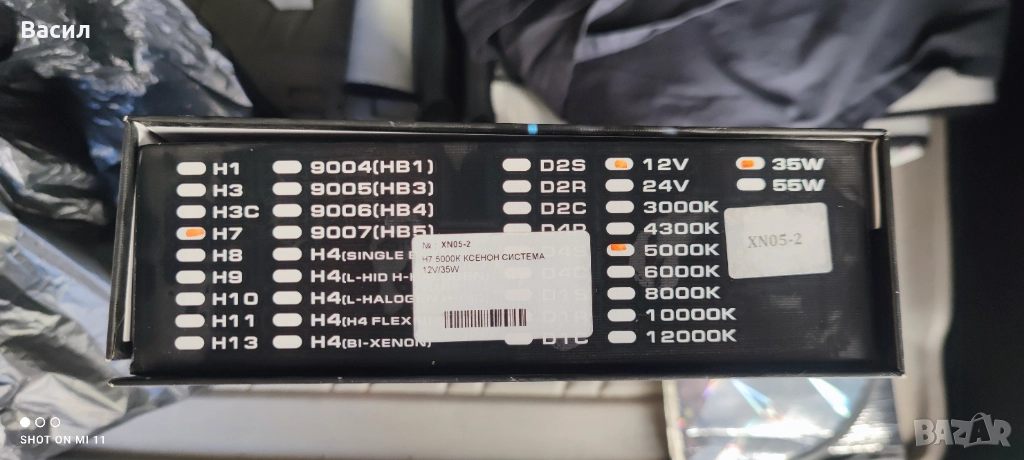 Васил
H1
H3
H3C
H7
H8
H9
H10
H11
H13
9004(HB1)
9005(HB3)
9006(HB4)
9007(HB5)
H4(SINGLE
H4(L-HID H-
H4(L-HALOG
H4(H4 FLEX
H4(BI-XENON)
№ XN05-2
H7 5000K КСЕНОН СИСТЕМА
12V/35W
D2S
D2R
D2C
D4R
D1C
12V
24V
3000K
4300K
5000K
6000K
8000K
10000K
12000K
35W
55W
XN05-2
SHOT ON MI 11
BAZAR